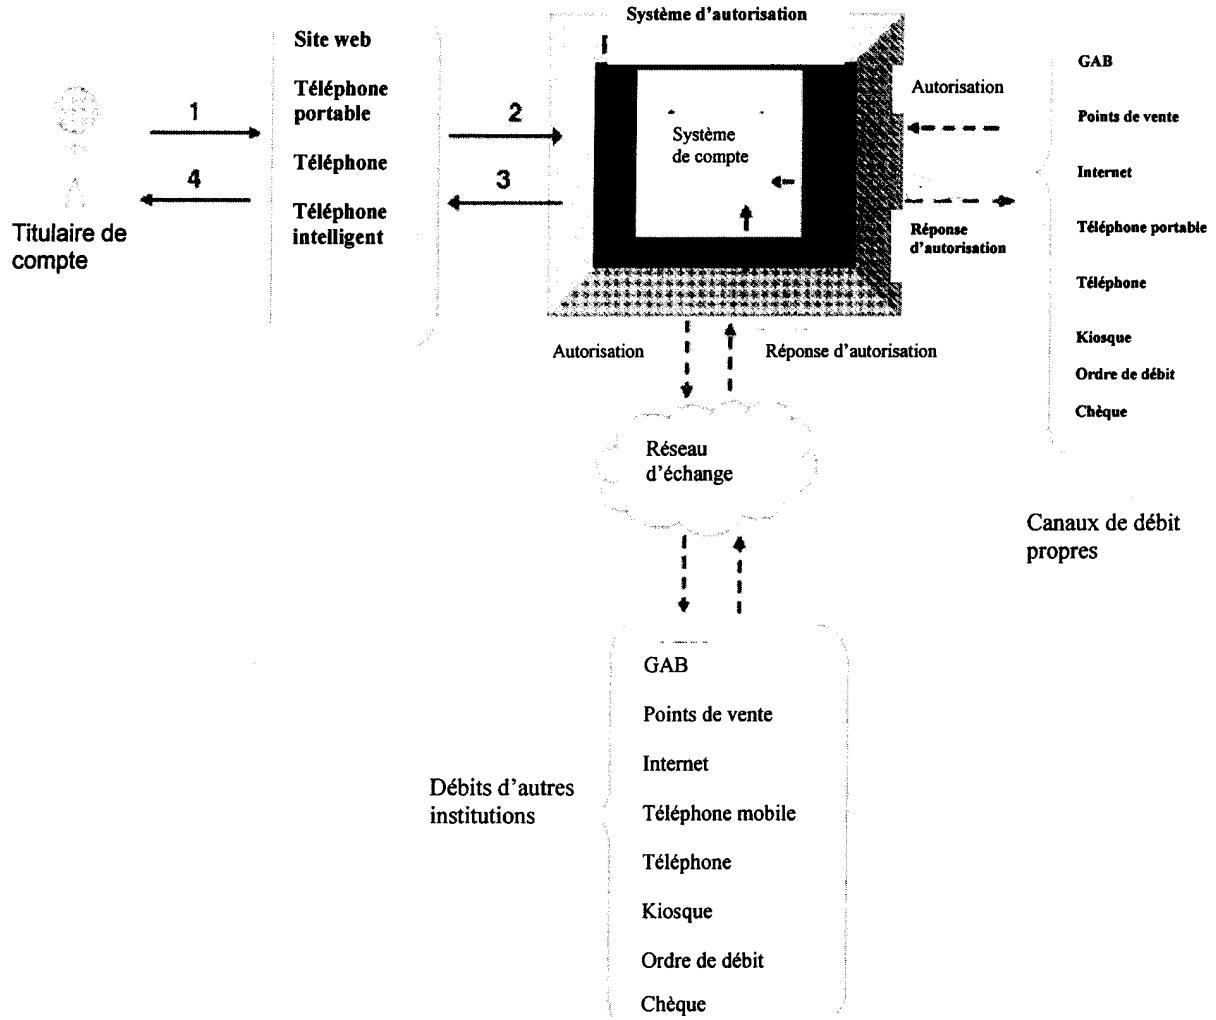 Système d'autorisation
Site web
Téléphone
portable
Téléphone
Téléphone
intelligent
1
2
3
4
Titulaire de
compte
Système
de compte
Autorisation
Réponse
d'autorisation
GAB
Points de vente
Internet
Téléphone portable
Téléphone
Kiosque
Ordre de débit
Chèque
Canaux de débit
propres
Autorisation
Réponse d'autorisation
Réseau
d'échange
Débits d'autres
institutions
GAB
Points de vente
Internet
Téléphone mobile
Téléphone
Kiosque
Ordre de débit
Chèque